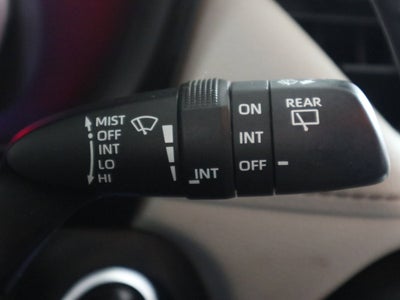 MIST
OFF
INT
LO
HI
INT
ON
INT
OFF
REAR